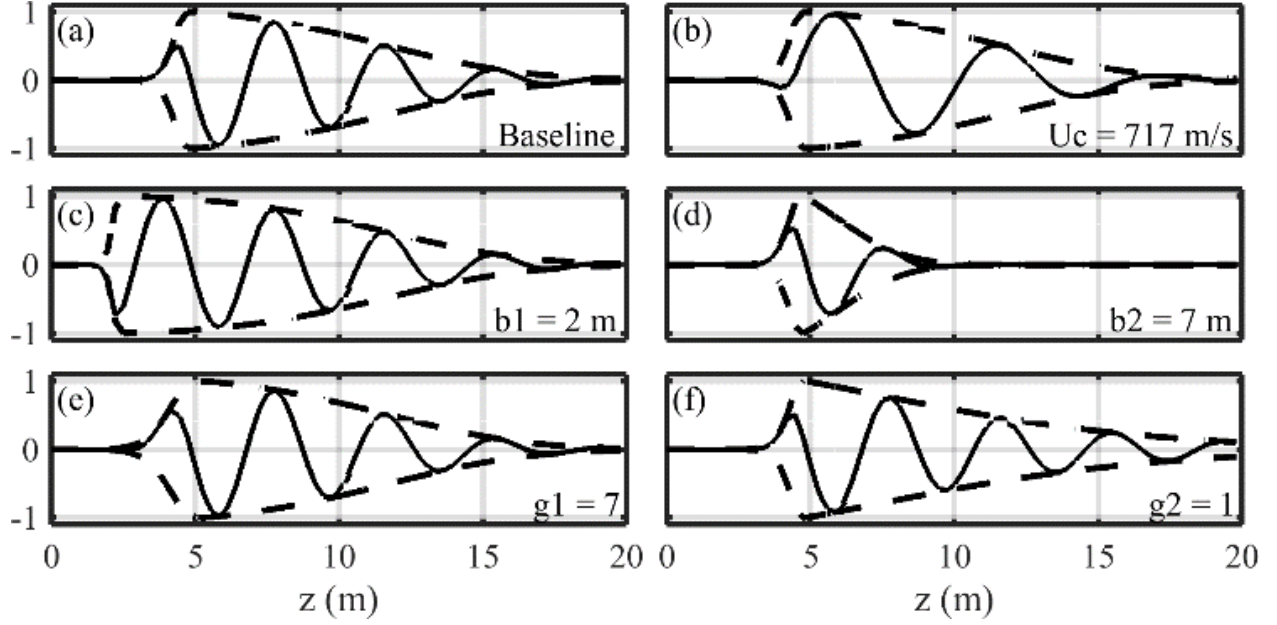 1
0
-1
(a)
Baseline
(b)
Uc = 717 m/s
1
0
-1
(c)
b1 = 2 m
(d)
b2 = 7 m
1
0
-1
(e)
g1 = 7
(f)
g2 = 1
0 5 10 15 20
0 5 10 15 20
z (m)
z (m)